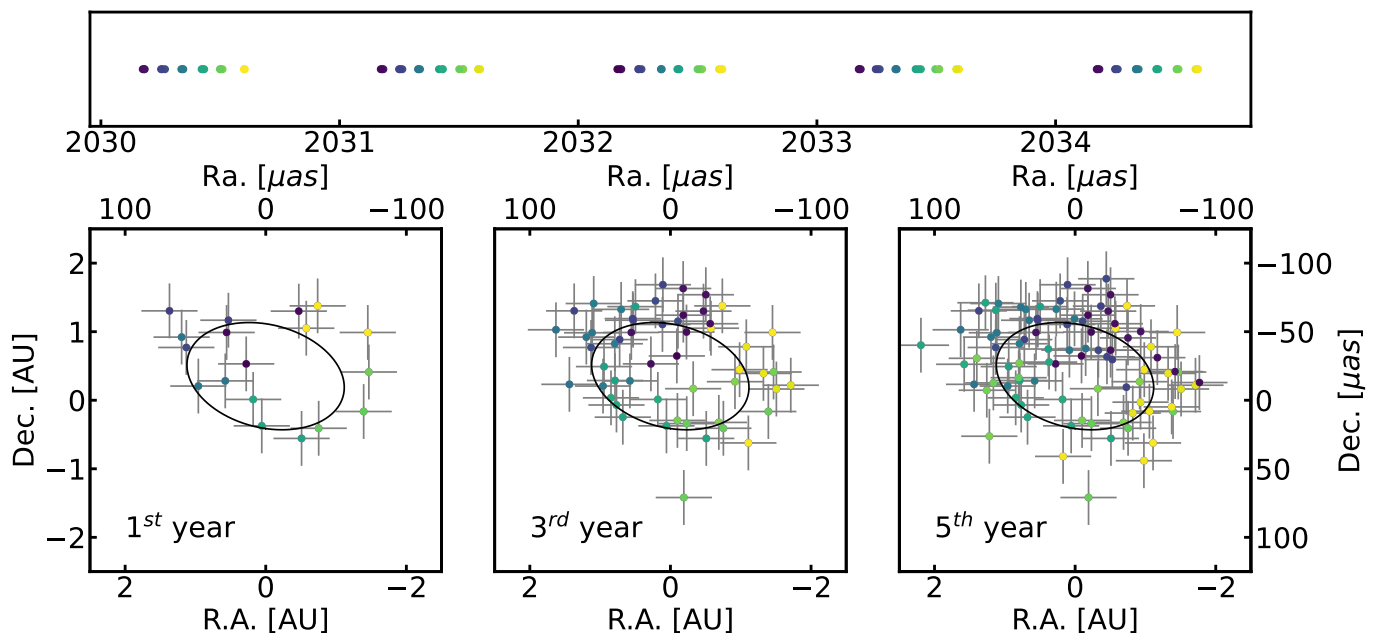 2030 2031 2032 2033 2034
Ra. [μas] Ra. [μas] Ra. [μas]
100 0 −100 100 0 −100 100 0 −100
2 −100
1 −50
0 0
−1 50
−2 100
Dec. [AU] Dec. [μas]
1st year 3rd year 5th year
2 0 −2 2 0 −2 2 0 −2
R.A. [AU] R.A. [AU] R.A. [AU]